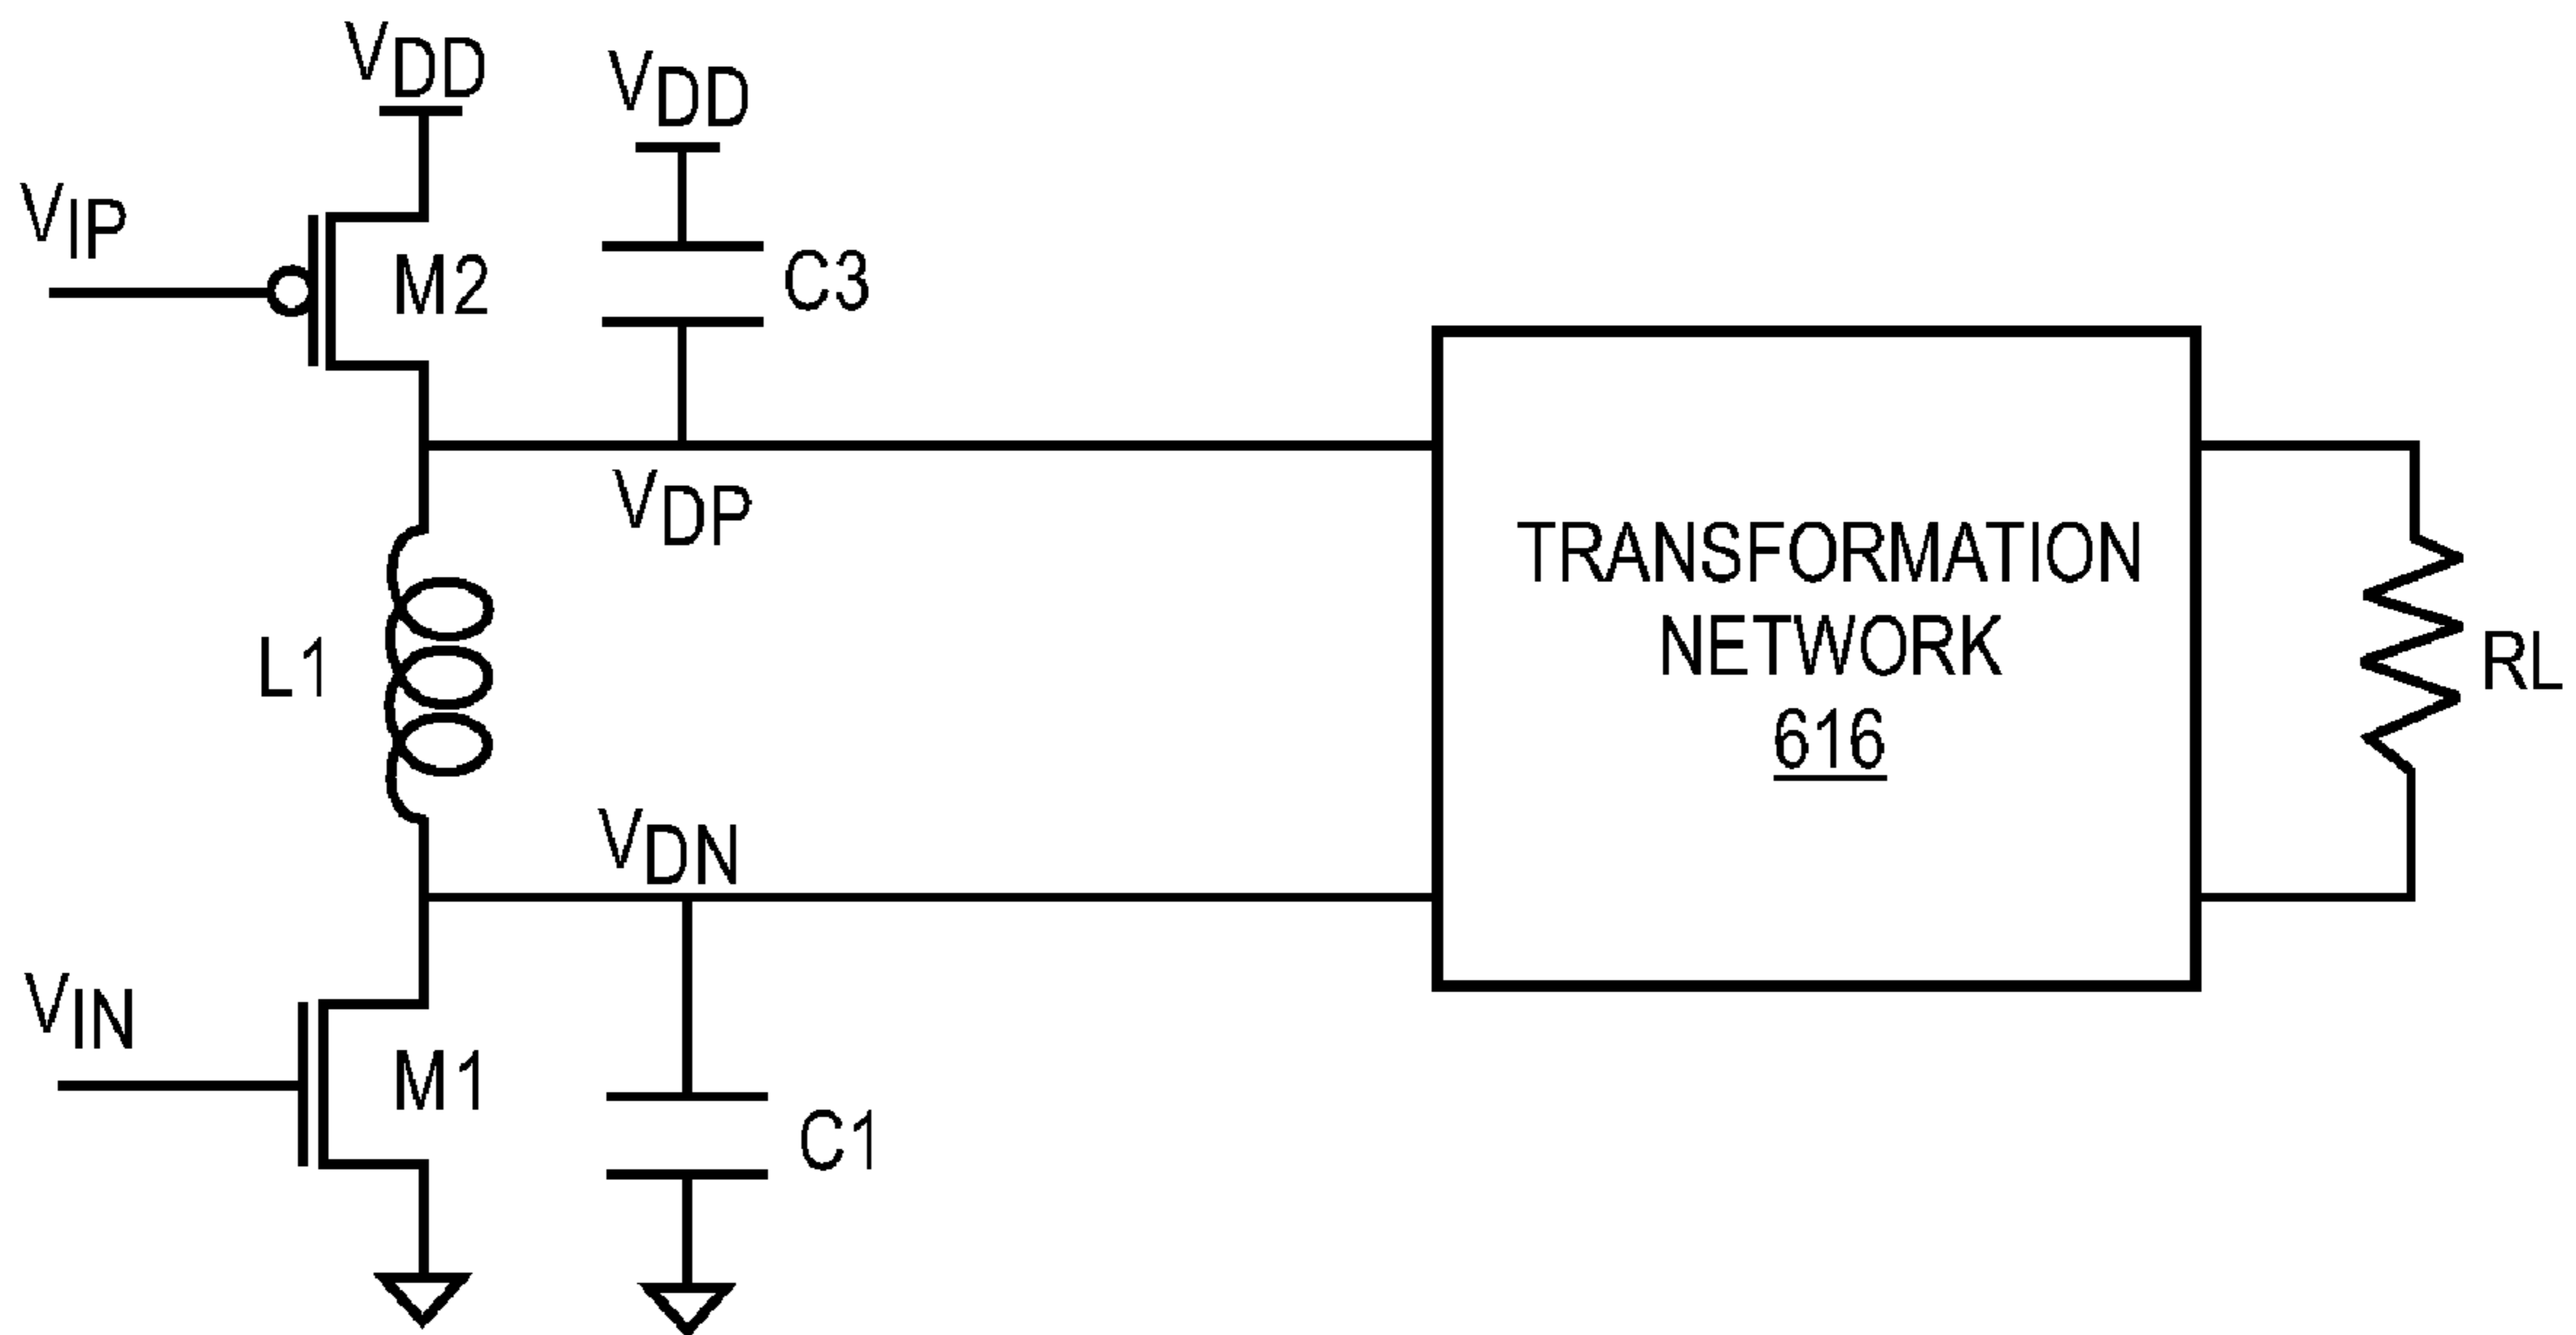 VDD
VDD
VIP
M2
C3
VDP
TRANSFORMATION
NETWORK
616
L1
RL
VDN
VIN
M1
C1